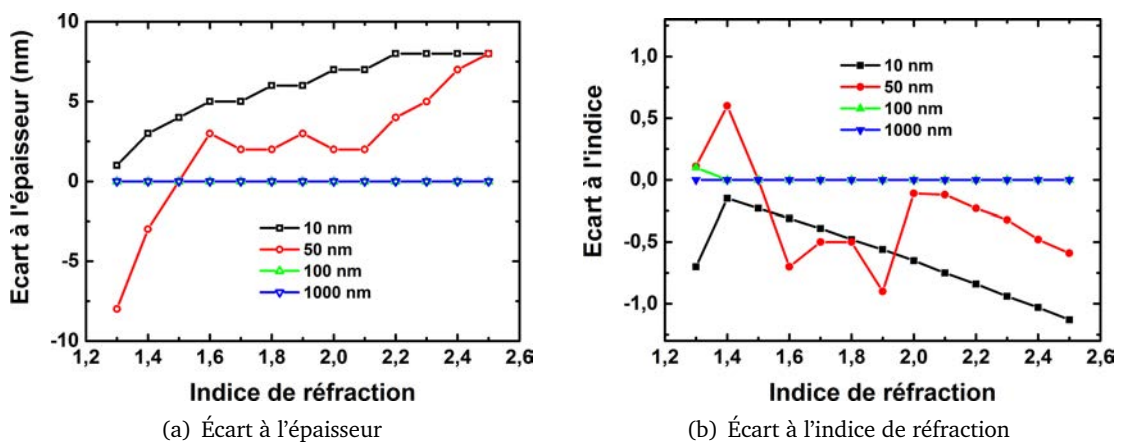 10
5
0
-5
-10
Ecart à l'épaisseur (nm)
10 nm
50 nm
100 nm
1000 nm
1,2 1,4 1,6 1,8 2,0 2,2 2,4 2,6
Indice de réfraction
(a) Écart à l'épaisseur
1,0
0,5
0,0
-0,5
-1,0
Ecart à l'indice
10 nm
50 nm
100 nm
1000 nm
1,2 1,4 1,6 1,8 2,0 2,2 2,4 2,6
Indice de réfraction
(b) Écart à l'indice de réfraction